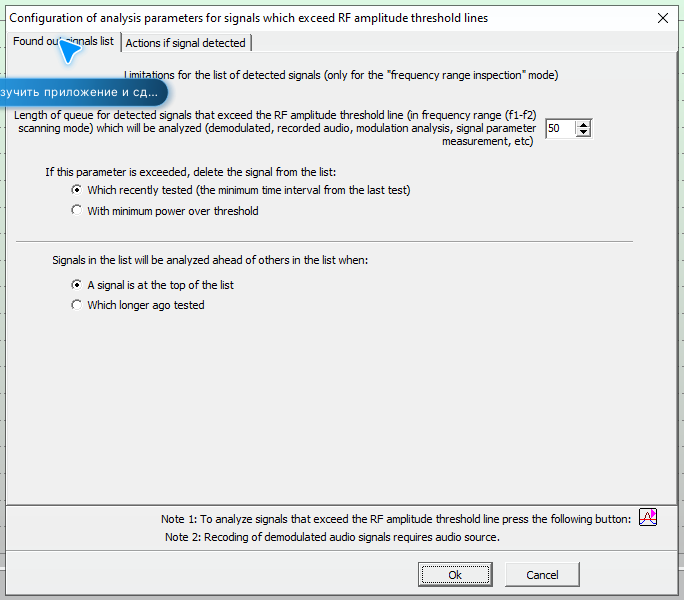 Configuration of analysis parameters for signals which exceed RF amplitude threshold lines
Found out signals list
Actions if signal detected
Limitations for the list of detected signals (only for the "frequency range inspection" mode)
зучить приложение и сд...
Length of queue for detected signals that exceed the RF amplitude threshold line (in frequency range (f1-f2)
scanning mode) which will be analyzed (demodulated, recorded audio, modulation analysis, signal parameter
measurement, etc)
50
If this parameter is exceeded, delete the signal from the list:
Which recently tested (the minimum time interval from the last test)
With minimum power over threshold
Signals in the list will be analyzed ahead of others in the list when:
A signal is at the top of the list
Which longer ago tested
Note 1: To analyze signals that exceed the RF amplitude threshold line press the following button:
Note 2: Recoding of demodulated audio signals requires audio source.
Ok
Cancel